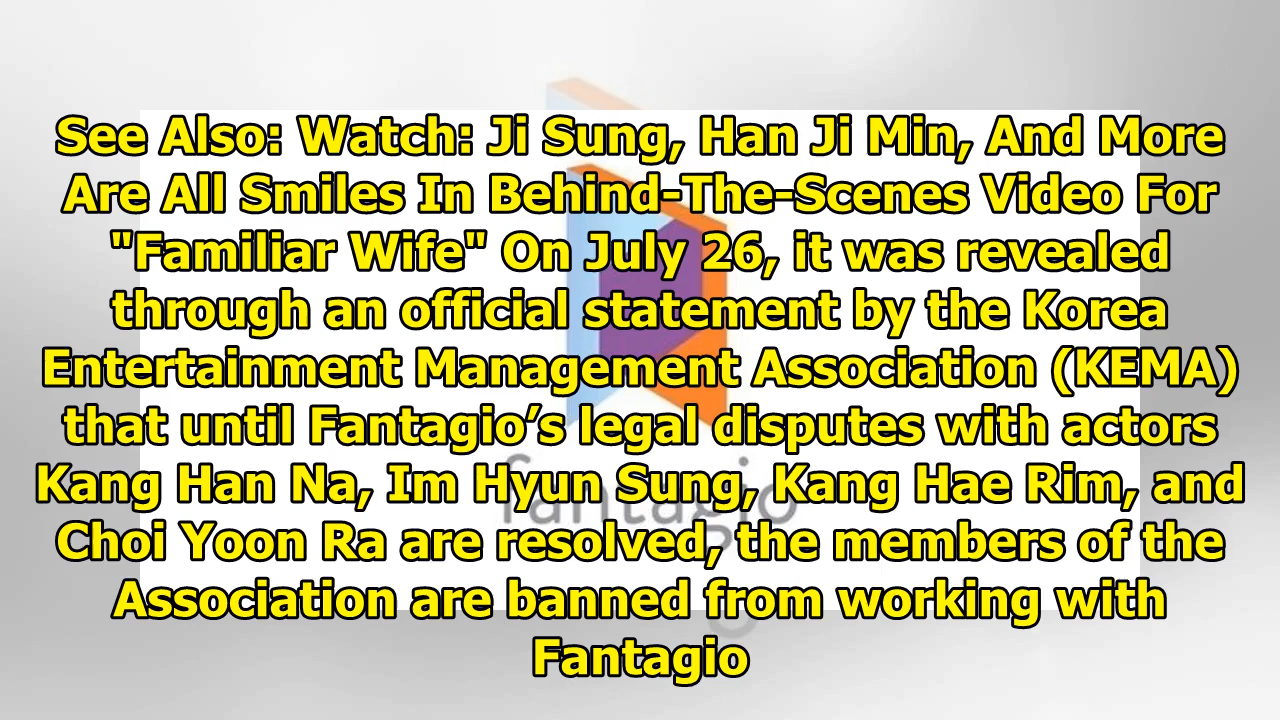 See Also: Watch: Ji Sung, Han Ji Min, And More
Are All Smiles In Behind-The-Scenes Video For
"Familiar Wife" On July 26, it was revealed
through an official statement by the Korea
Entertainment Management Association (KEMA)
that until Fantagio’s legal disputes with actors
Kang Han Na, Im Hyun Sung, Kang Hae Rim, and
Choi Yoon Ra are resolved, the members of the
Association are banned from working with
Fantagio
fantagio